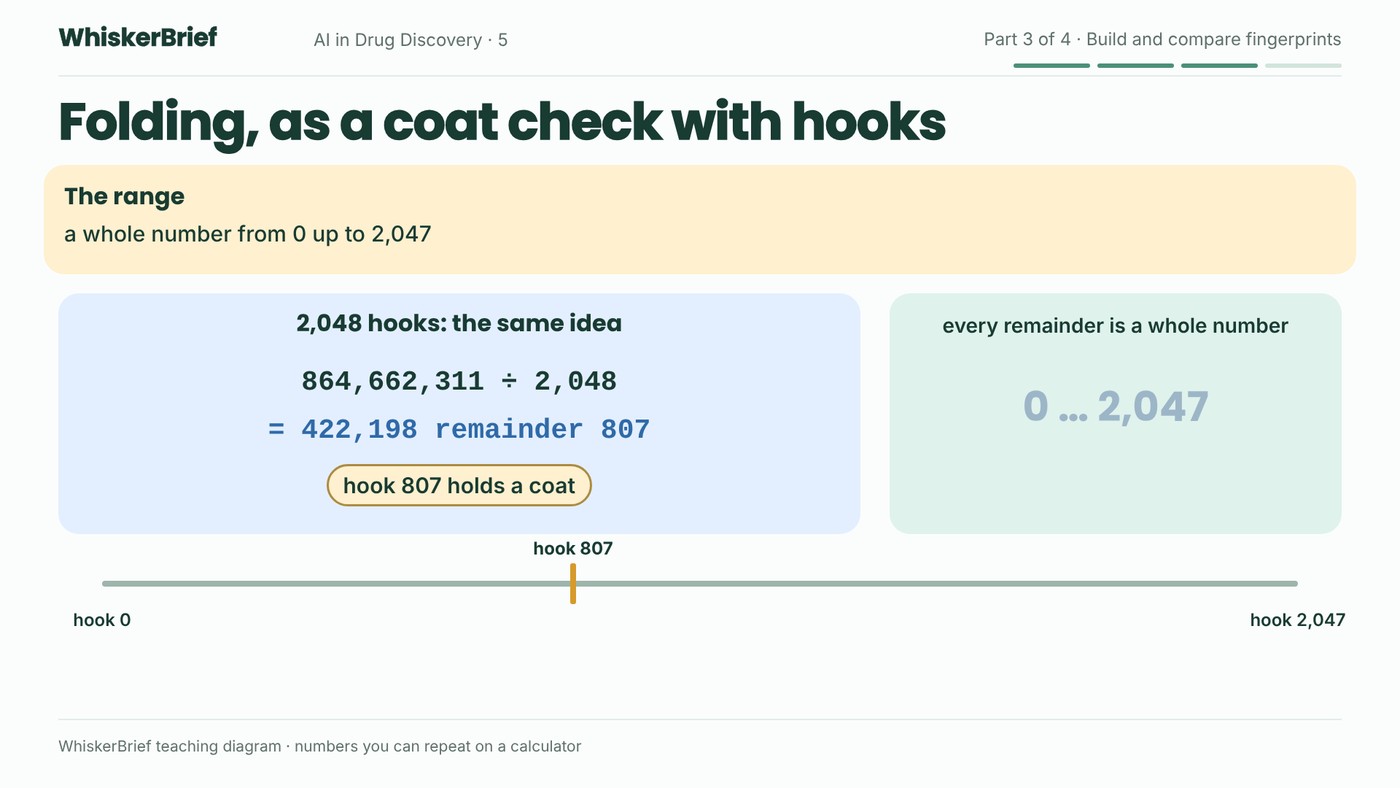 WhiskerBrief
AI in Drug Discovery · 5
Part 3 of 4 · Build and compare fingerprints
Folding, as a coat check with hooks
The range
a whole number from 0 up to 2,047
2,048 hooks: the same idea
864,662,311 ÷ 2,048
= 422,198 remainder 807
hook 807 holds a coat
every remainder is a whole number
0 ... 2,047
hook 807
hook 0
hook 2,047
WhiskerBrief teaching diagram · numbers you can repeat on a calculator